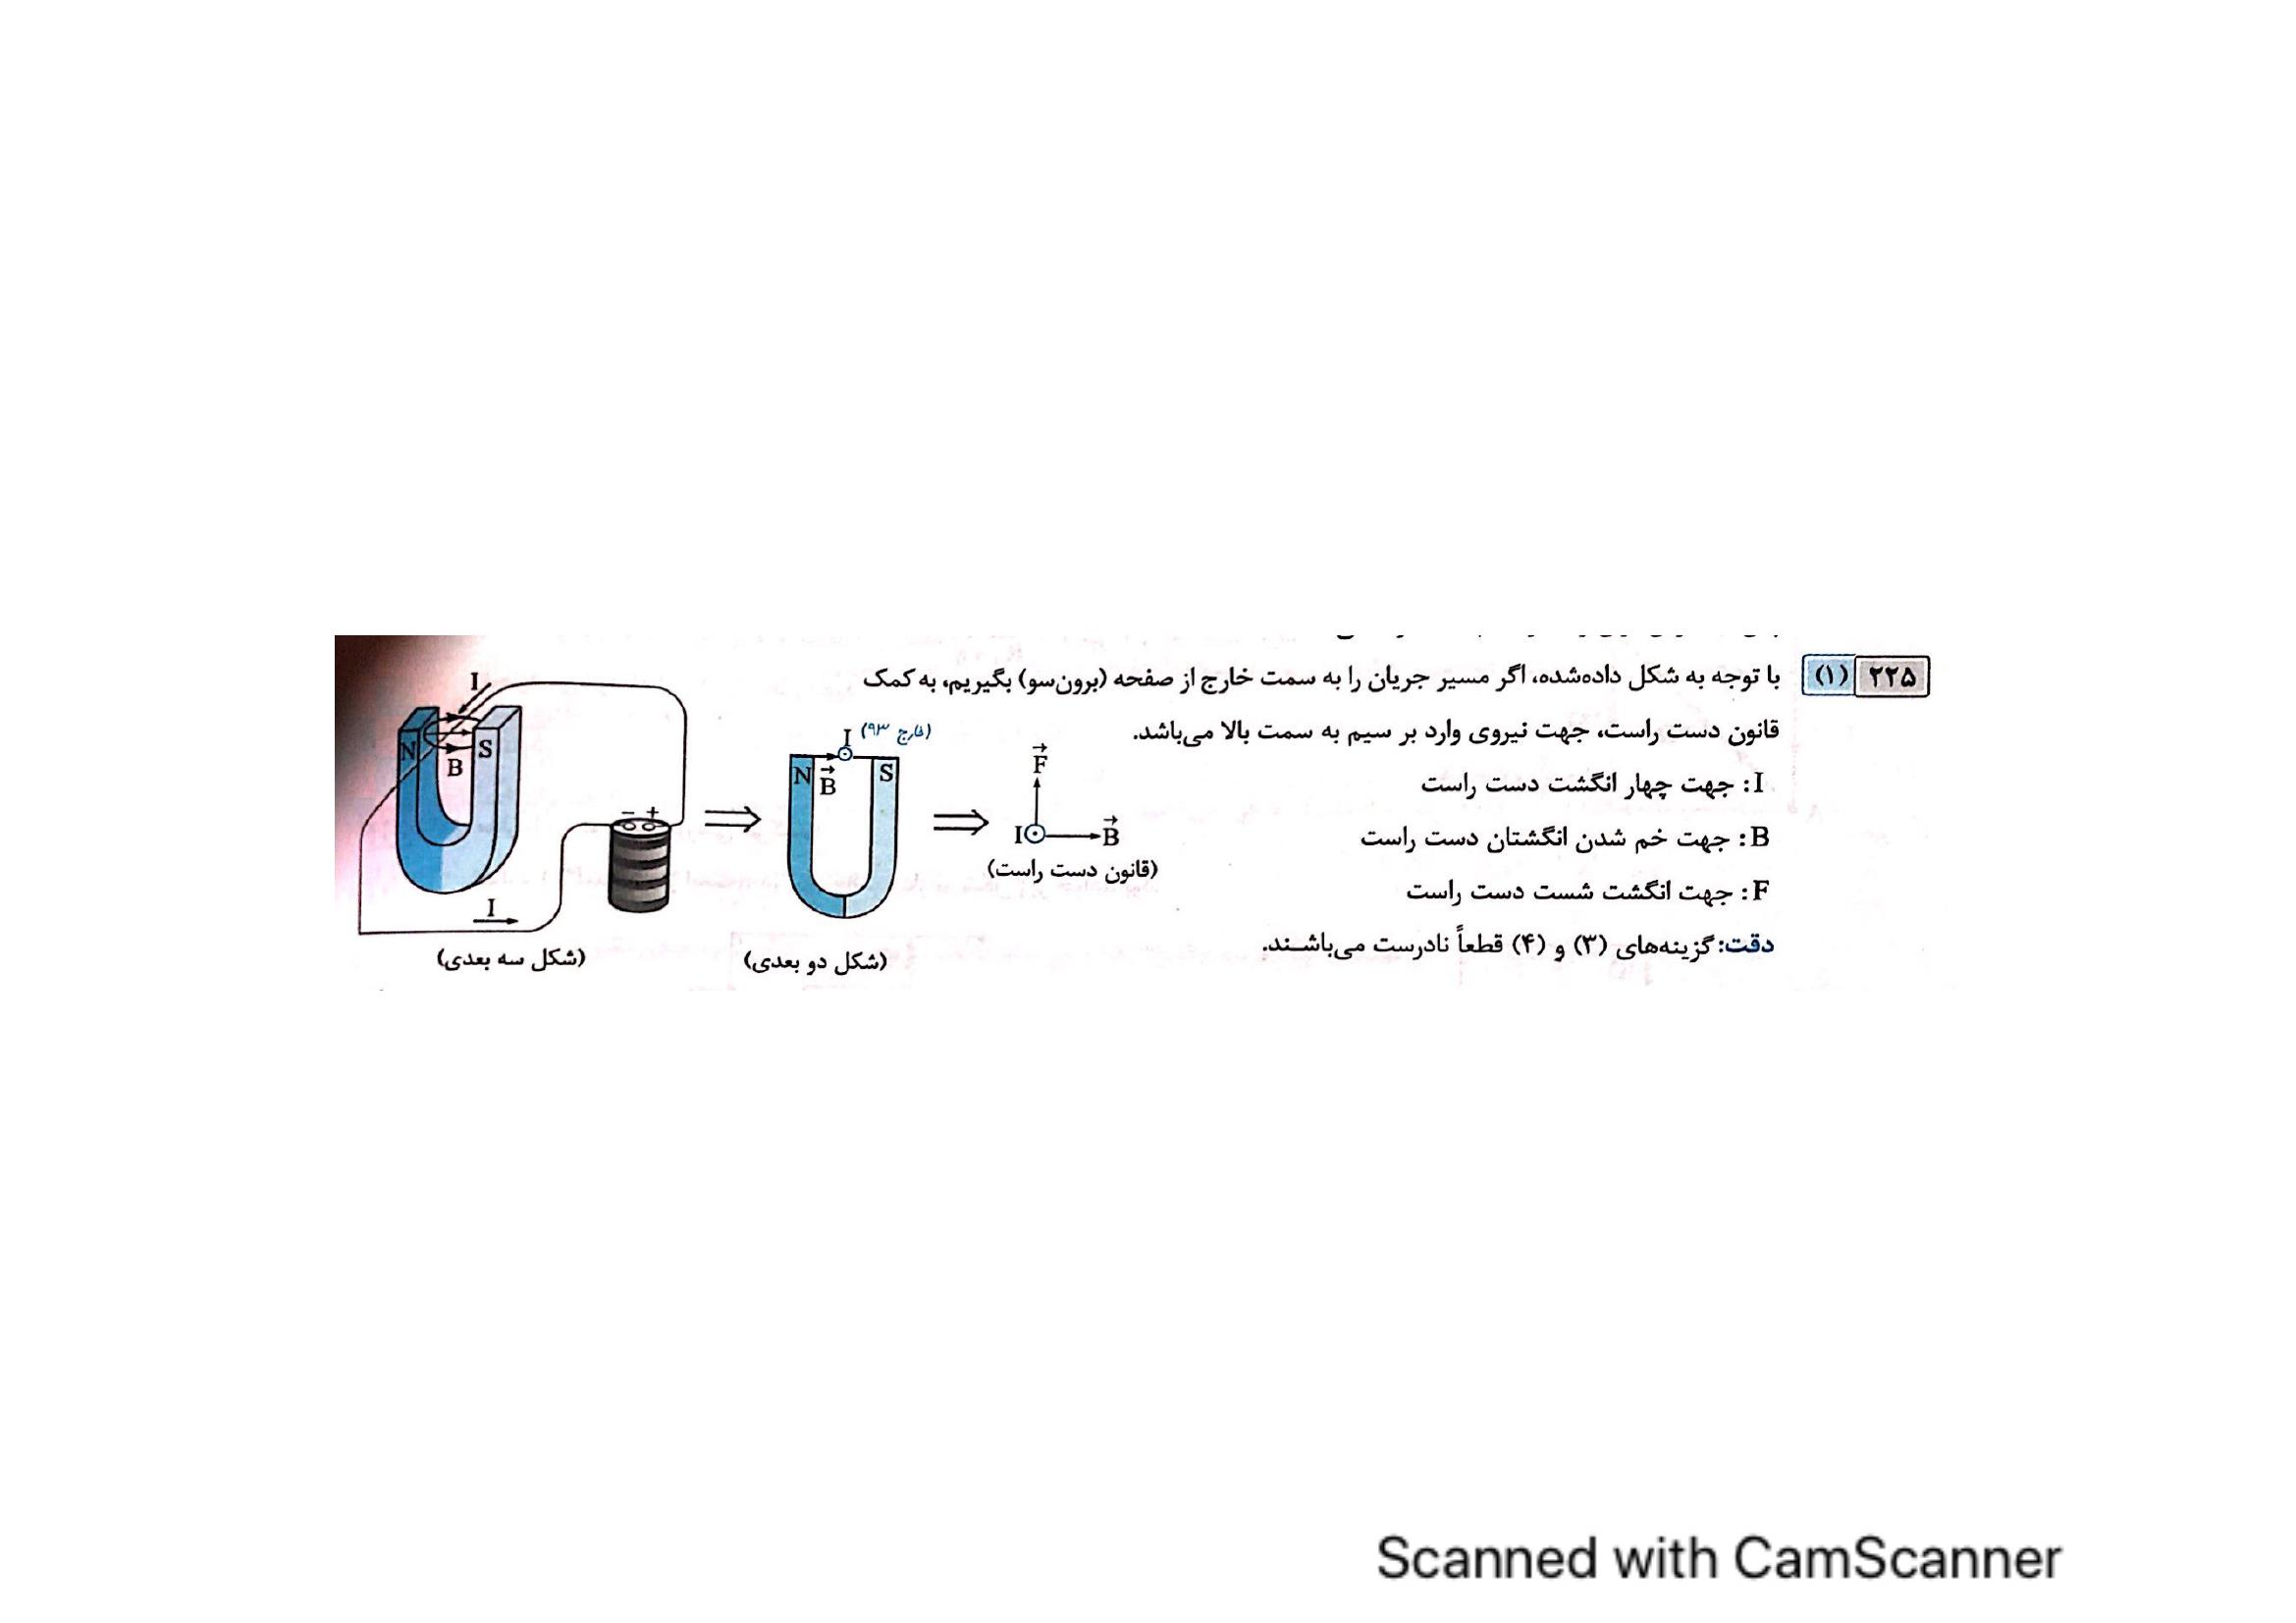 ۲۲۵ (۱) با توجه به شکل داده‌شده، اگر مسیر جریان را به سمت خارج از صفحه (برون‌سو) بگیریم، به کمک
قانون دست راست، جهت نیروی وارد بر سیم به سمت بالا می‌باشد.
(خارج ۹۳)
I: جهت چهار انگشت دست راست
B: جهت خم شدن انگشتان دست راست
F: جهت انگشت شست دست راست
دقت: گزینه‌های (۳) و (۴) قطعاً نادرست می‌باشند.
I
N
S
B
- +
I
(شکل سه بعدی)
I
N
B
S
(شکل دو بعدی)
F
I
B
(قانون دست راست)
Scanned with CamScanner